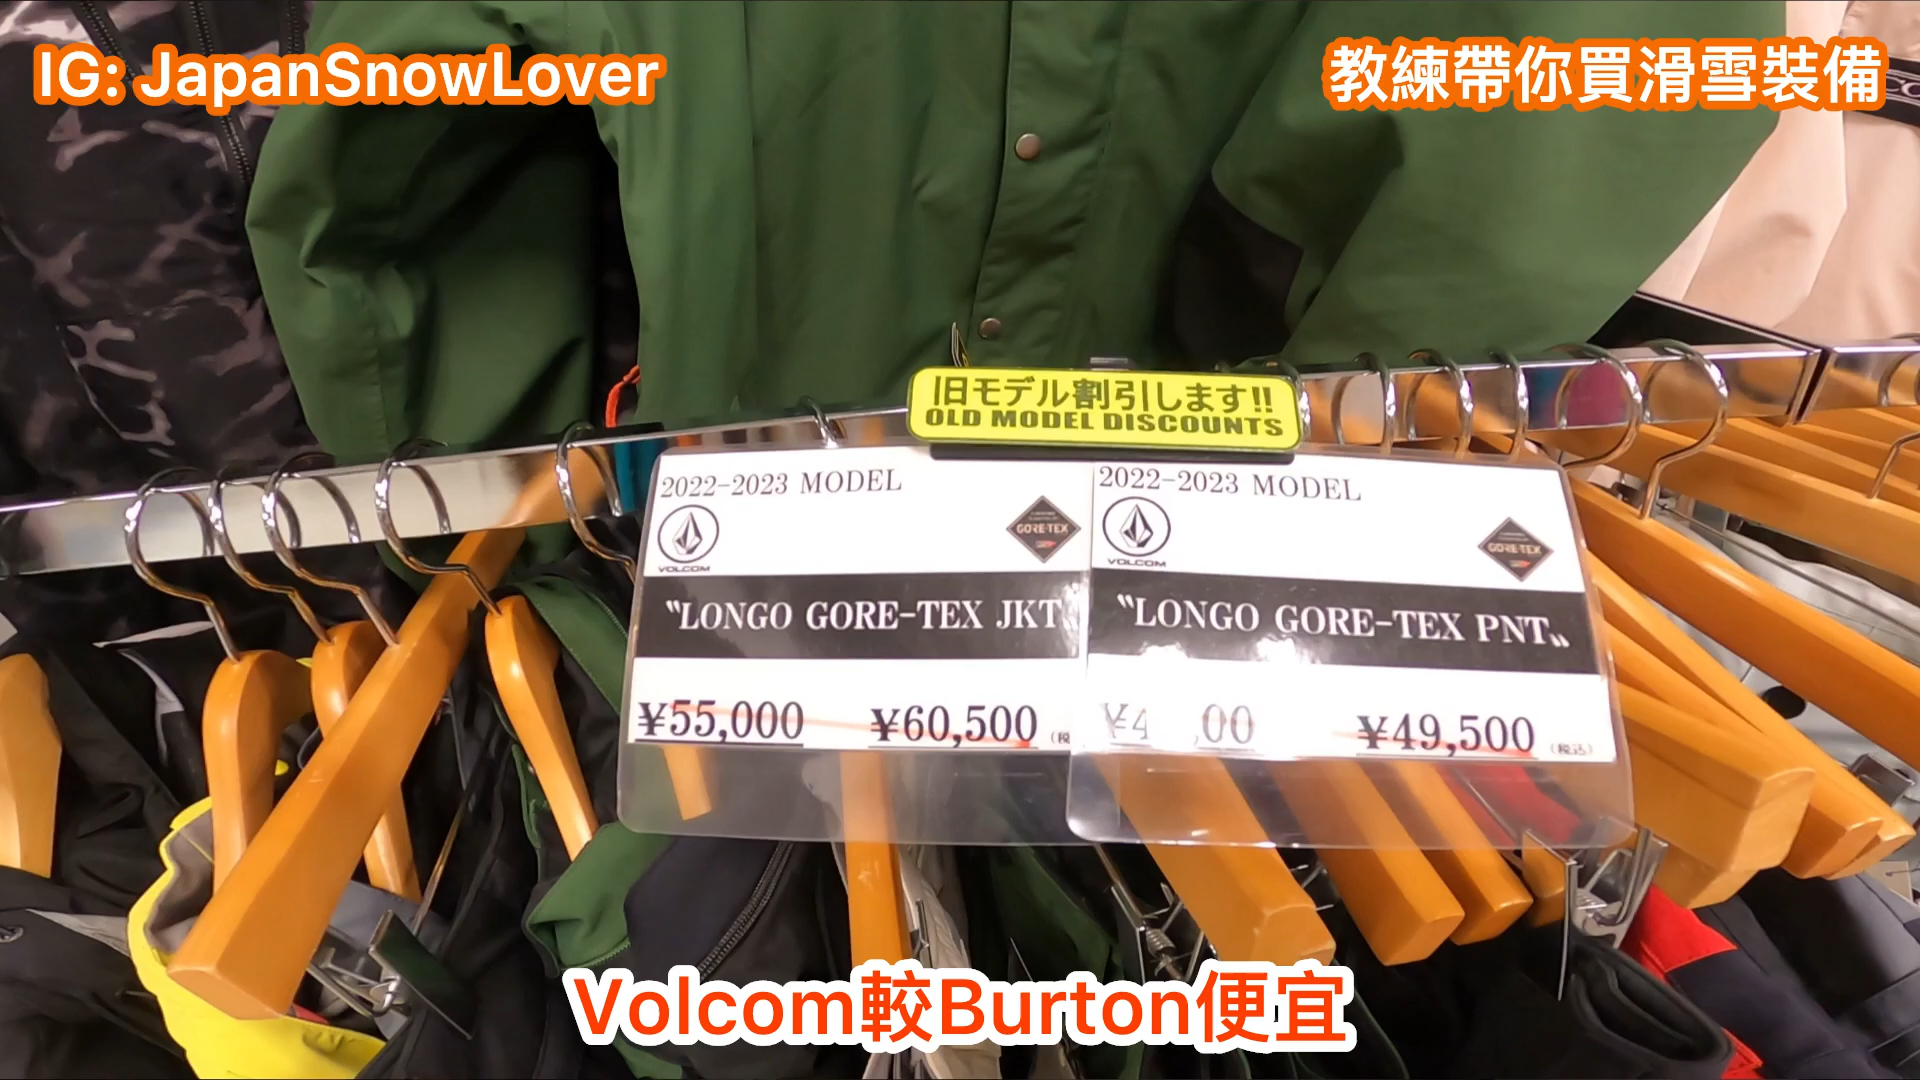 IG: JapanSnowLover
教練帶你買滑雪裝備
旧モデル割引します!!
OLD MODEL DISCOUNTS
2022-2023 MODEL
VOLCOM
GORE-TEX
〝LONGO GORE-TEX JKT
¥55,000 ¥60,500 (税
2022-2023 MODEL
VOLCOM
GORE-TEX
〝LONGO GORE-TEX PNT〟
¥49,500 (税込)
Volcom較Burton便宜